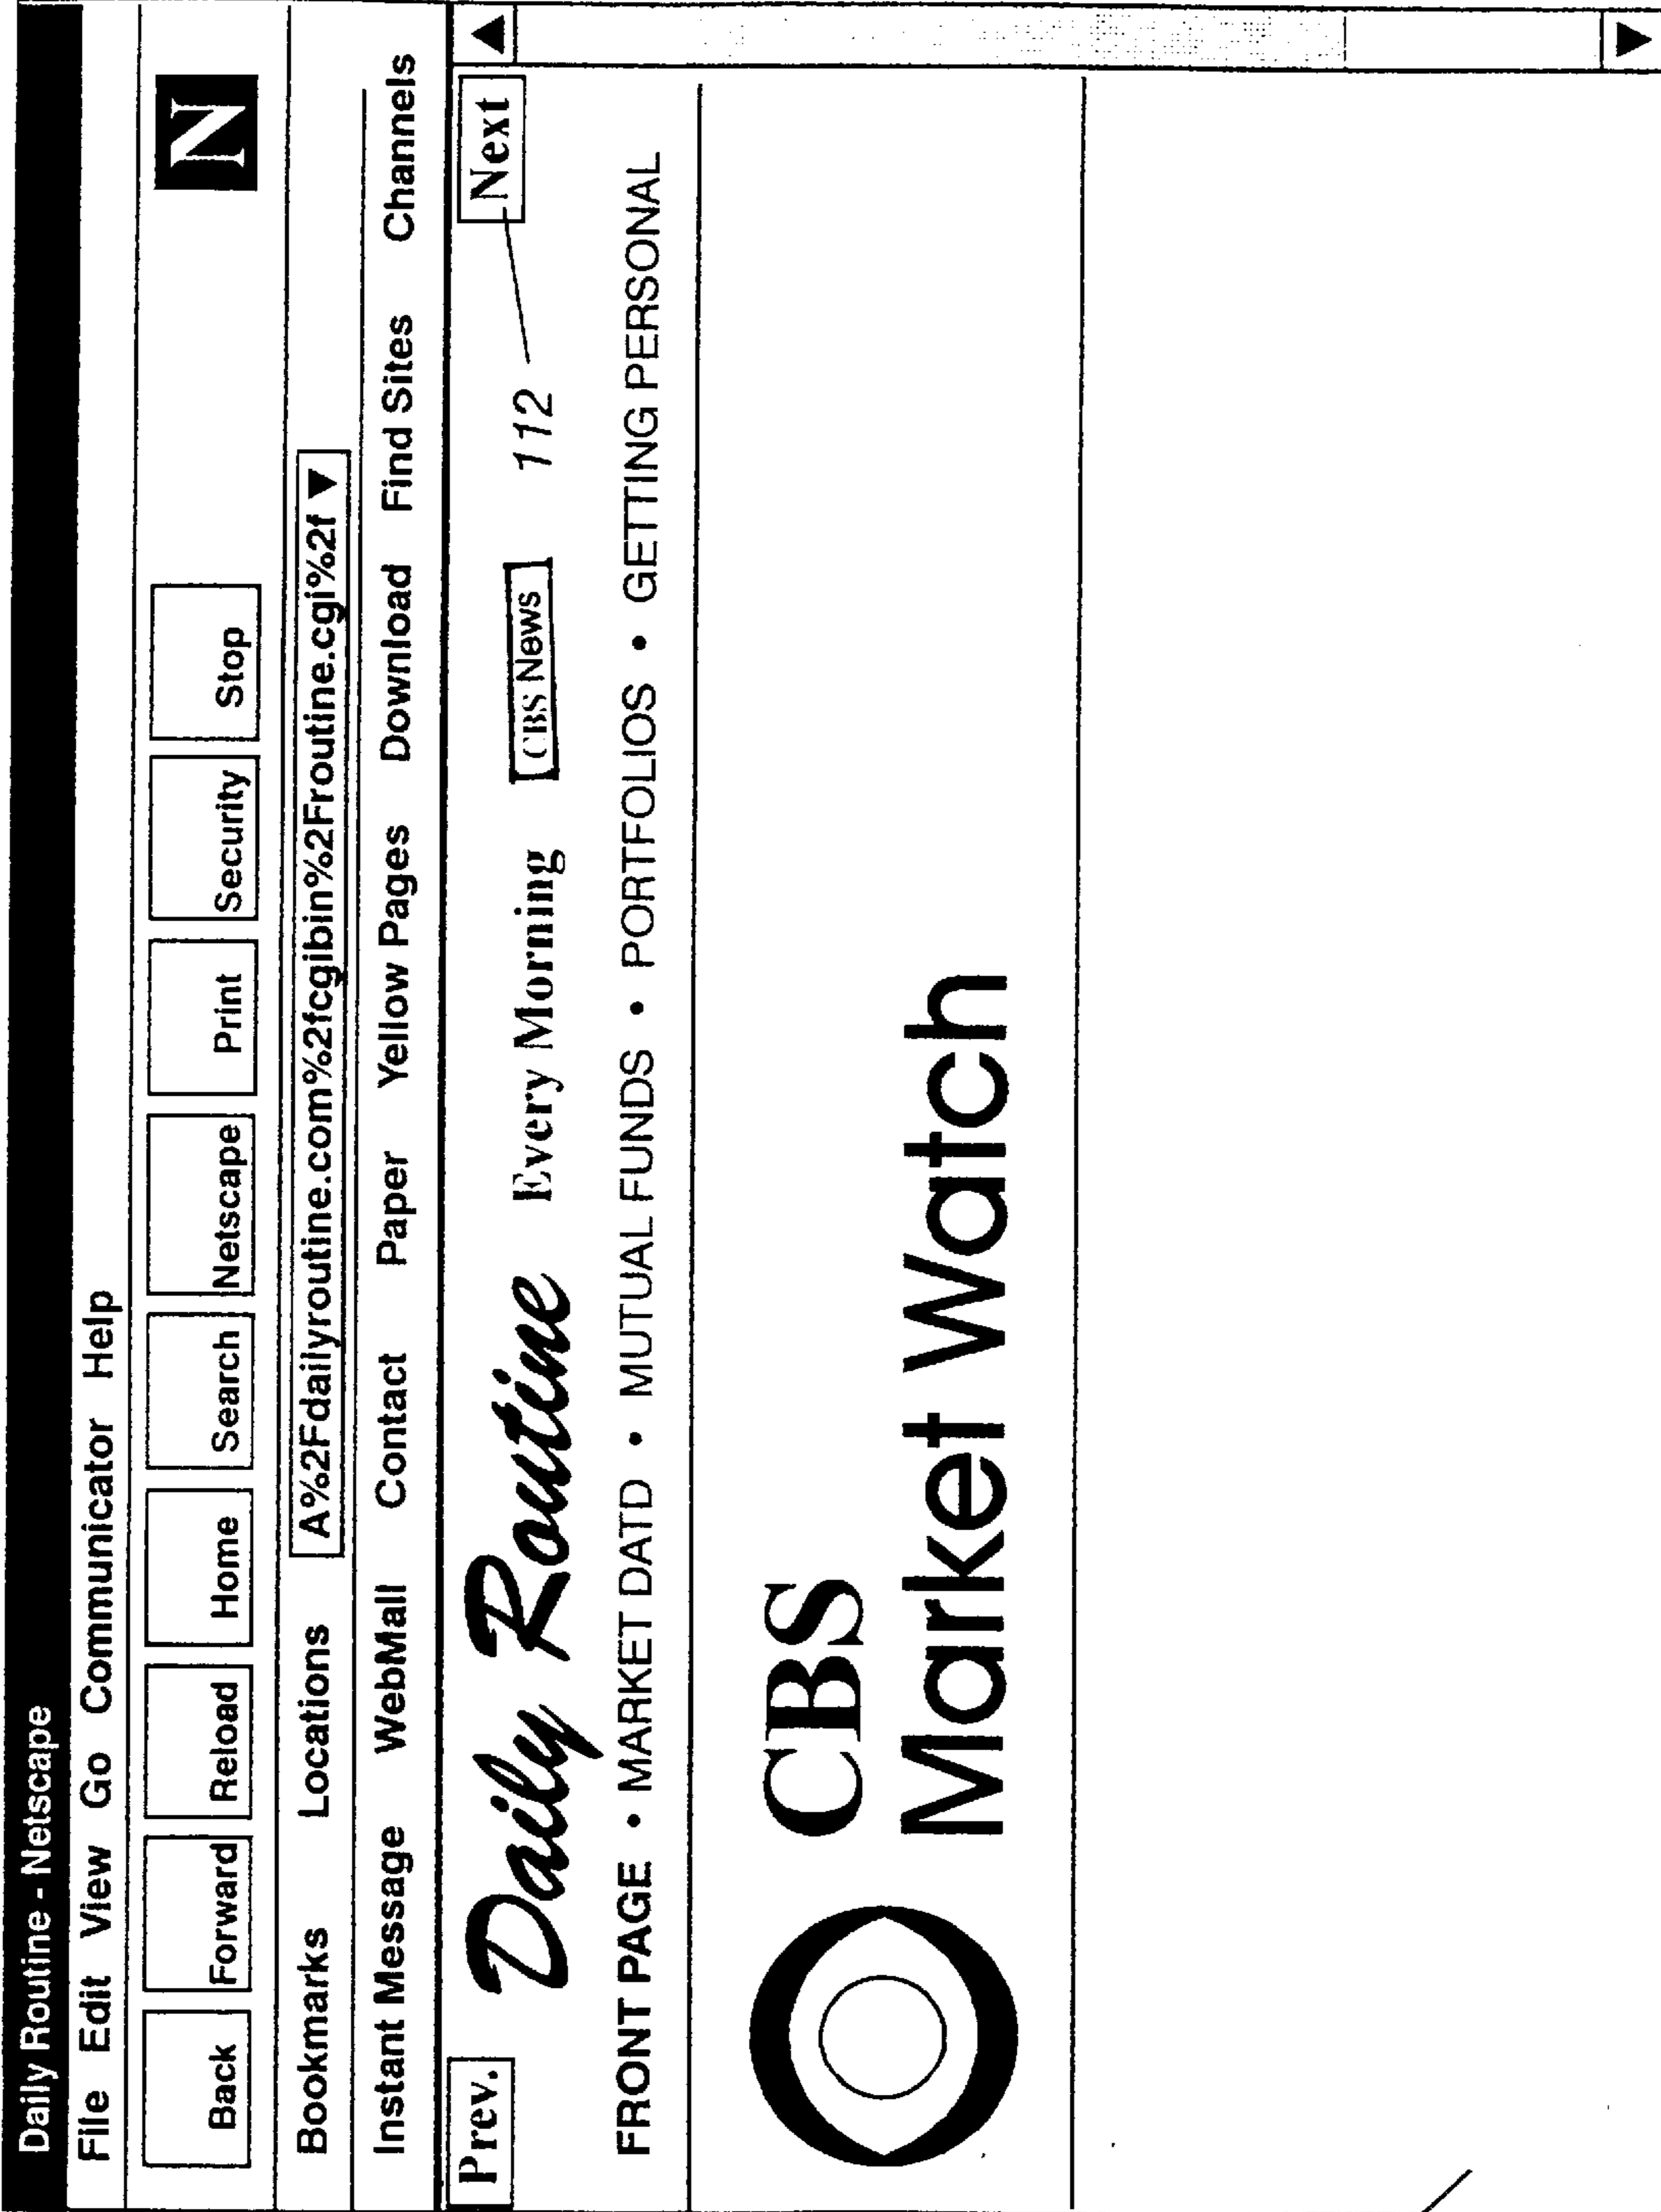 Daily Routine - Netscape
File Edit View Go Communicator Help
Back Forward Reload Home Search Netscape Print Security Stop N
Bookmarks Locations A%2Fdailyroutine.com%2fcgibin%2Froutine.cgi%2f
Instant Message WebMall Contact Paper Yellow Pages Download Find Sites Channels
Prev. Daily Routine Every Morning CBS News 112 Next
FRONT PAGE • MARKET DATD • MUTUAL FUNDS • PORTFOLIOS • GETTING PERSONAL
CBS
Market Watch